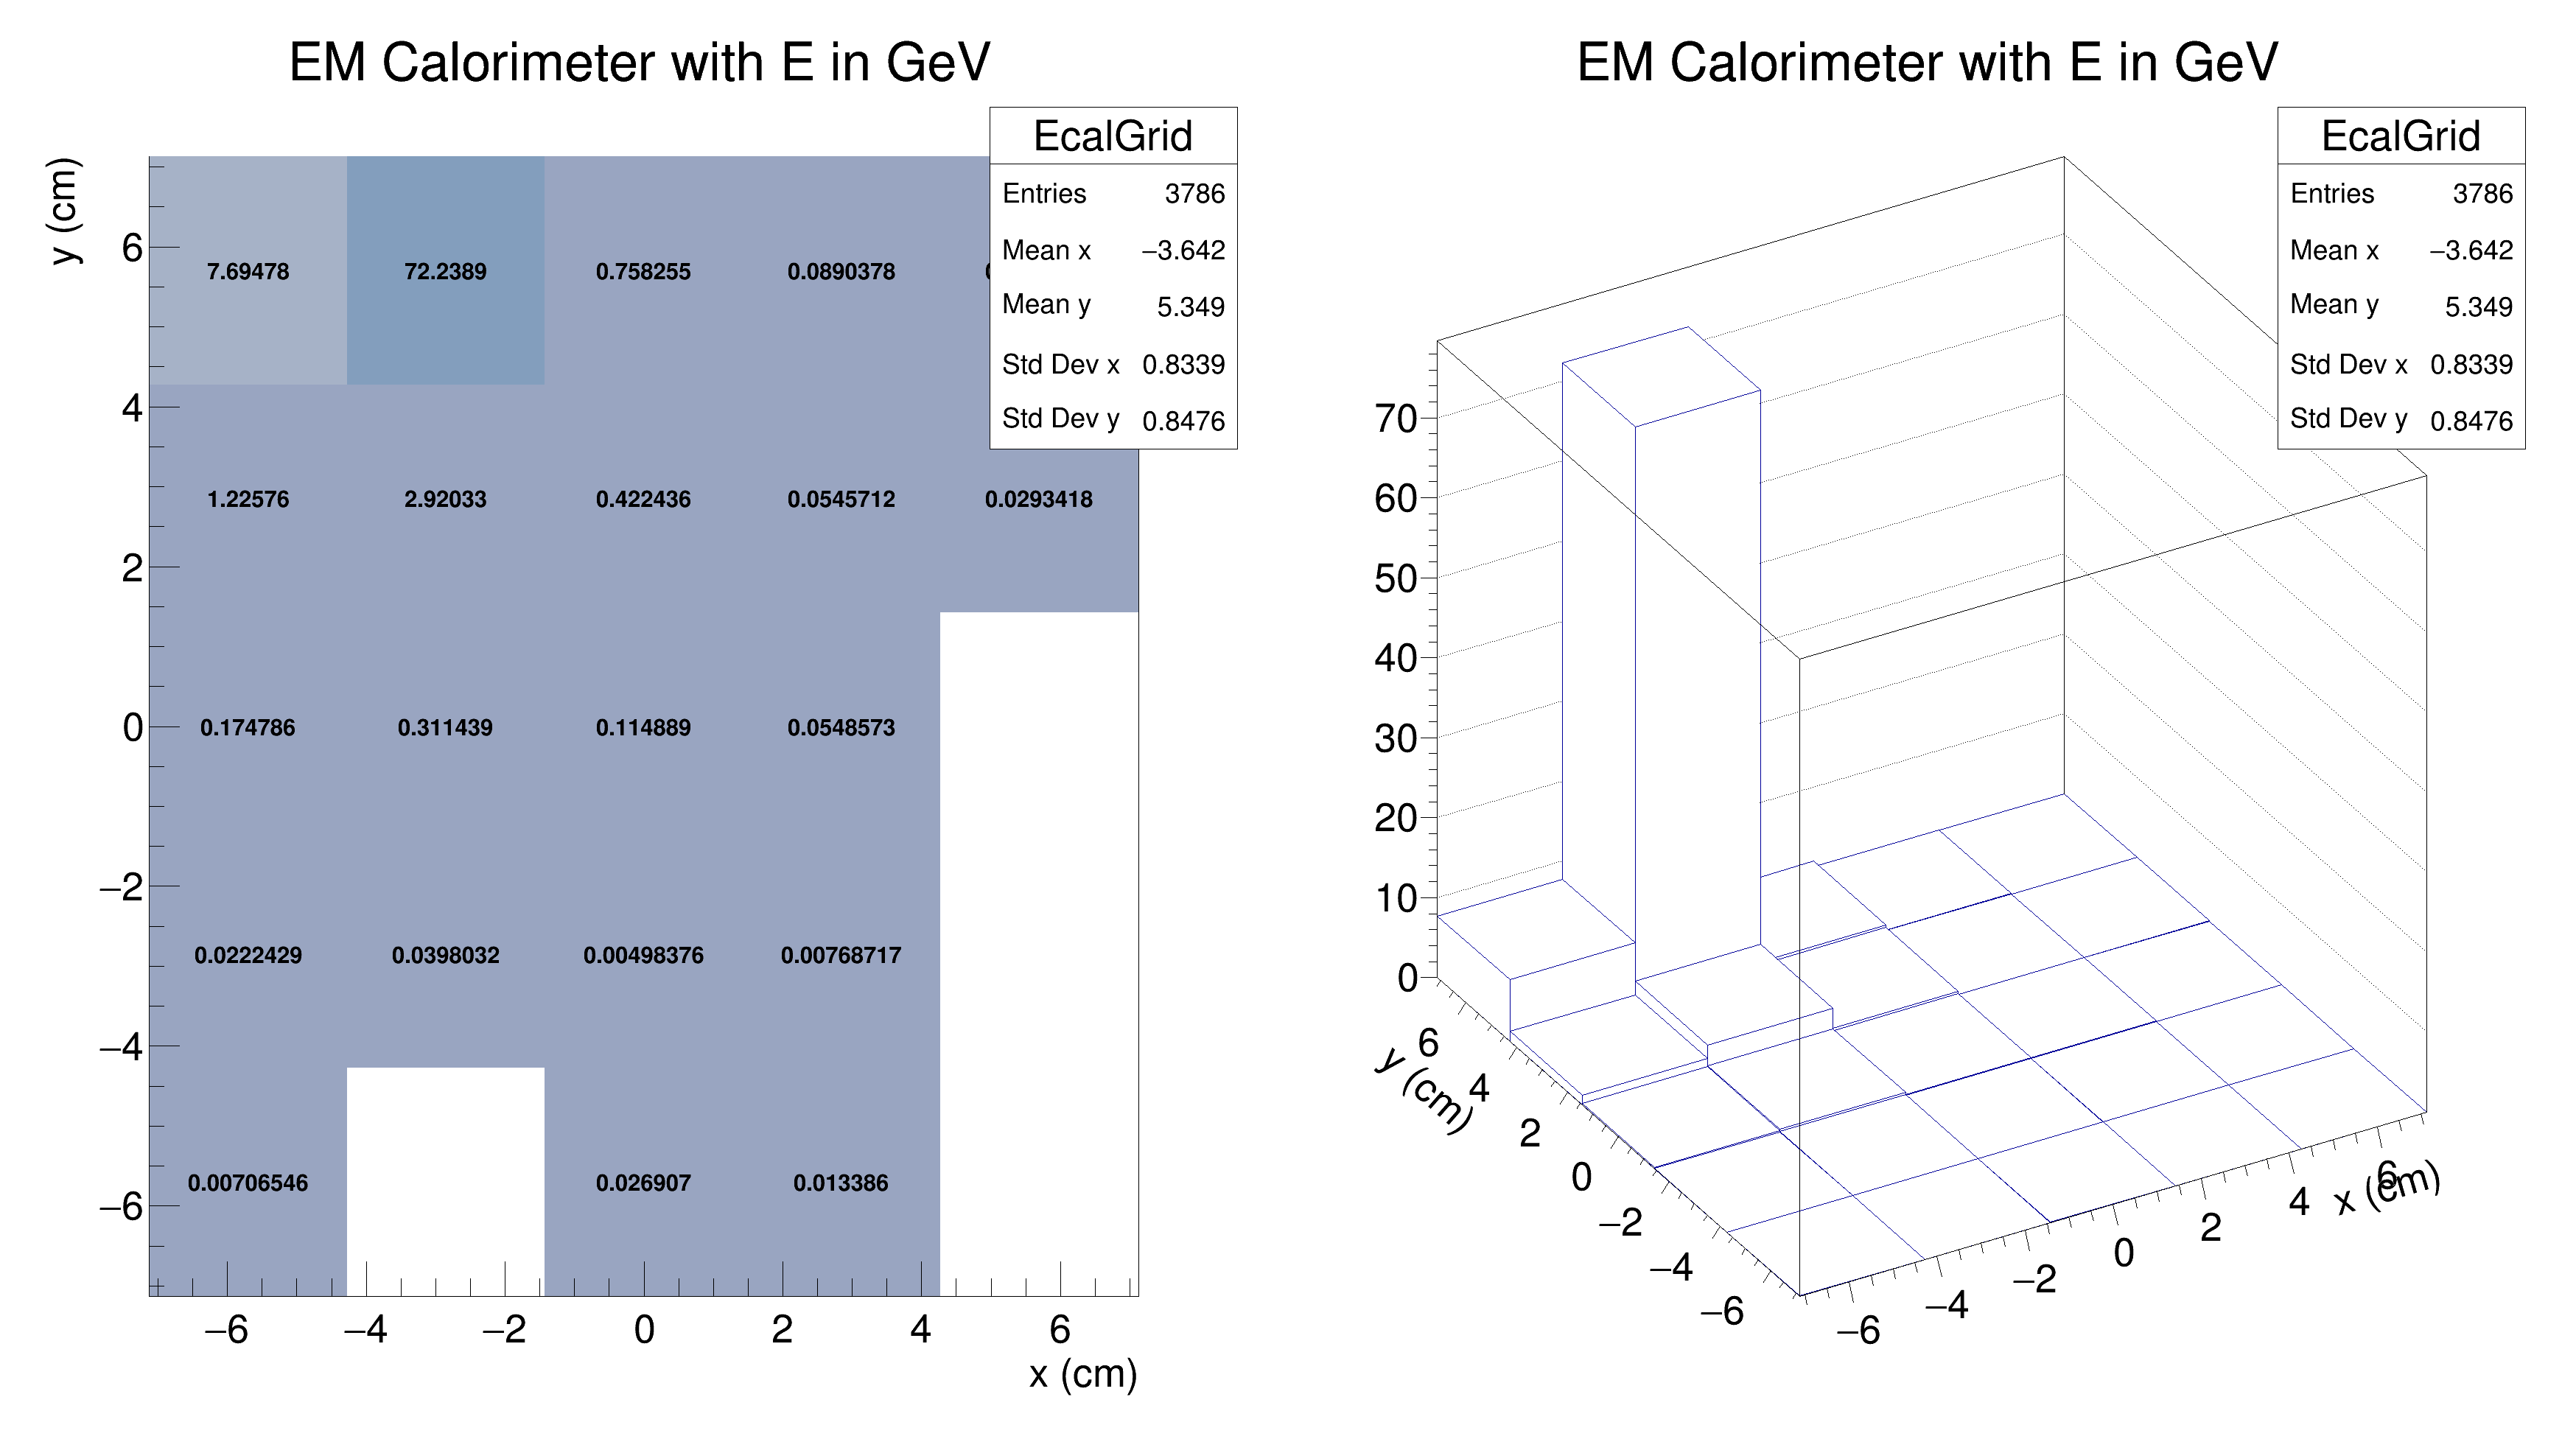 EM Calorimeter with E in GeV
y (cm)
EcalGrid
Entries 3786
Mean x −3.642
Mean y 5.349
Std Dev x 0.8339
Std Dev y 0.8476
6
4
2
0
−2
−4
−6
7.69478 72.2389 0.758255 0.0890378
1.22576 2.92033 0.422436 0.0545712 0.0293418
0.174786 0.311439 0.114889 0.0548573
0.0222429 0.0398032 0.00498376 0.00768717
0.00706546 0.026907 0.013386
−6 −4 −2 0 2 4 6
x (cm)
EM Calorimeter with E in GeV
EcalGrid
Entries 3786
Mean x −3.642
Mean y 5.349
Std Dev x 0.8339
Std Dev y 0.8476
70
60
50
40
30
20
10
0
y (cm)
6
4
2
0
−2
−4
−6
−6
−4
−2
0
2
4
6
x (cm)